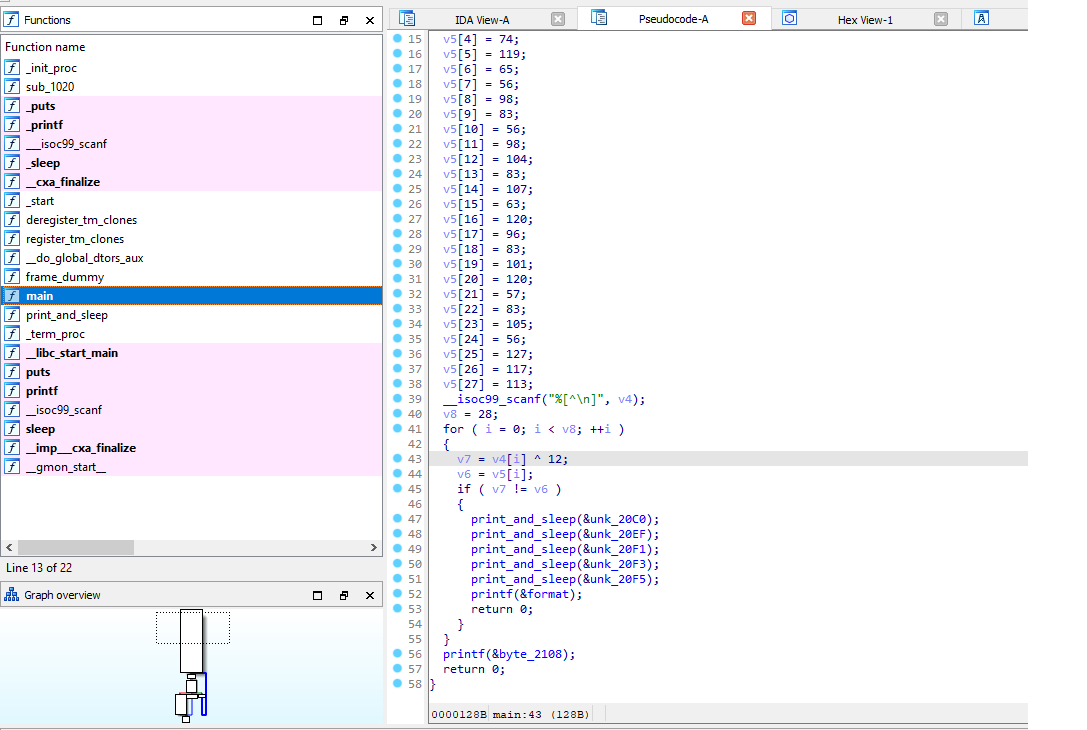 Functions
Function name
_init_proc
sub_1020
_puts
_printf
___isoc99_scanf
_sleep
__cxa_finalize
_start
deregister_tm_clones
register_tm_clones
__do_global_dtors_aux
frame_dummy
main
print_and_sleep
_term_proc
__libc_start_main
puts
printf
__isoc99_scanf
sleep
__imp___cxa_finalize
__gmon_start__
Line 13 of 22
Graph overview
IDA View-A Pseudocode-A Hex View-1
15 v5[4] = 74;
16 v5[5] = 119;
17 v5[6] = 65;
18 v5[7] = 56;
19 v5[8] = 98;
20 v5[9] = 83;
21 v5[10] = 56;
22 v5[11] = 98;
23 v5[12] = 104;
24 v5[13] = 83;
25 v5[14] = 107;
26 v5[15] = 63;
27 v5[16] = 120;
28 v5[17] = 96;
29 v5[18] = 83;
30 v5[19] = 101;
31 v5[20] = 120;
32 v5[21] = 57;
33 v5[22] = 83;
34 v5[23] = 105;
35 v5[24] = 56;
36 v5[25] = 127;
37 v5[26] = 117;
38 v5[27] = 113;
39 __isoc99_scanf("%[^\n]", v4);
40 v8 = 28;
41 for ( i = 0; i < v8; ++i )
42 {
43 v7 = v4[i] ^ 12;
44 v6 = v5[i];
45 if ( v7 != v6 )
46 {
47 print_and_sleep(&unk_20C0);
48 print_and_sleep(&unk_20EF);
49 print_and_sleep(&unk_20F1);
50 print_and_sleep(&unk_20F3);
51 print_and_sleep(&unk_20F5);
52 printf(&format);
53 return 0;
54 }
55 }
56 printf(&byte_2108);
57 return 0;
58 }
0000128B main:43 (128B)